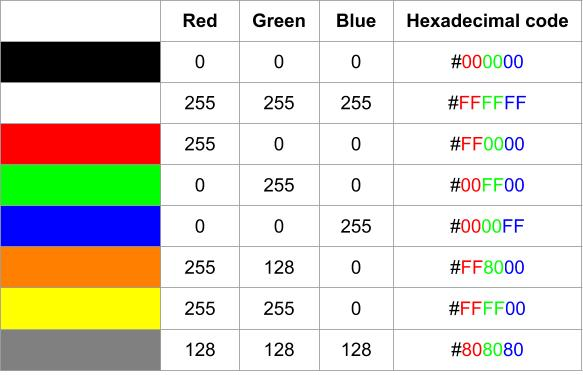 Red Green Blue Hexadecimal code
0 0 0 #000000
255 255 255 #FFFFFF
255 0 0 #FF0000
0 255 0 #00FF00
0 0 255 #0000FF
255 128 0 #FF8000
255 255 0 #FFFF00
128 128 128 #808080